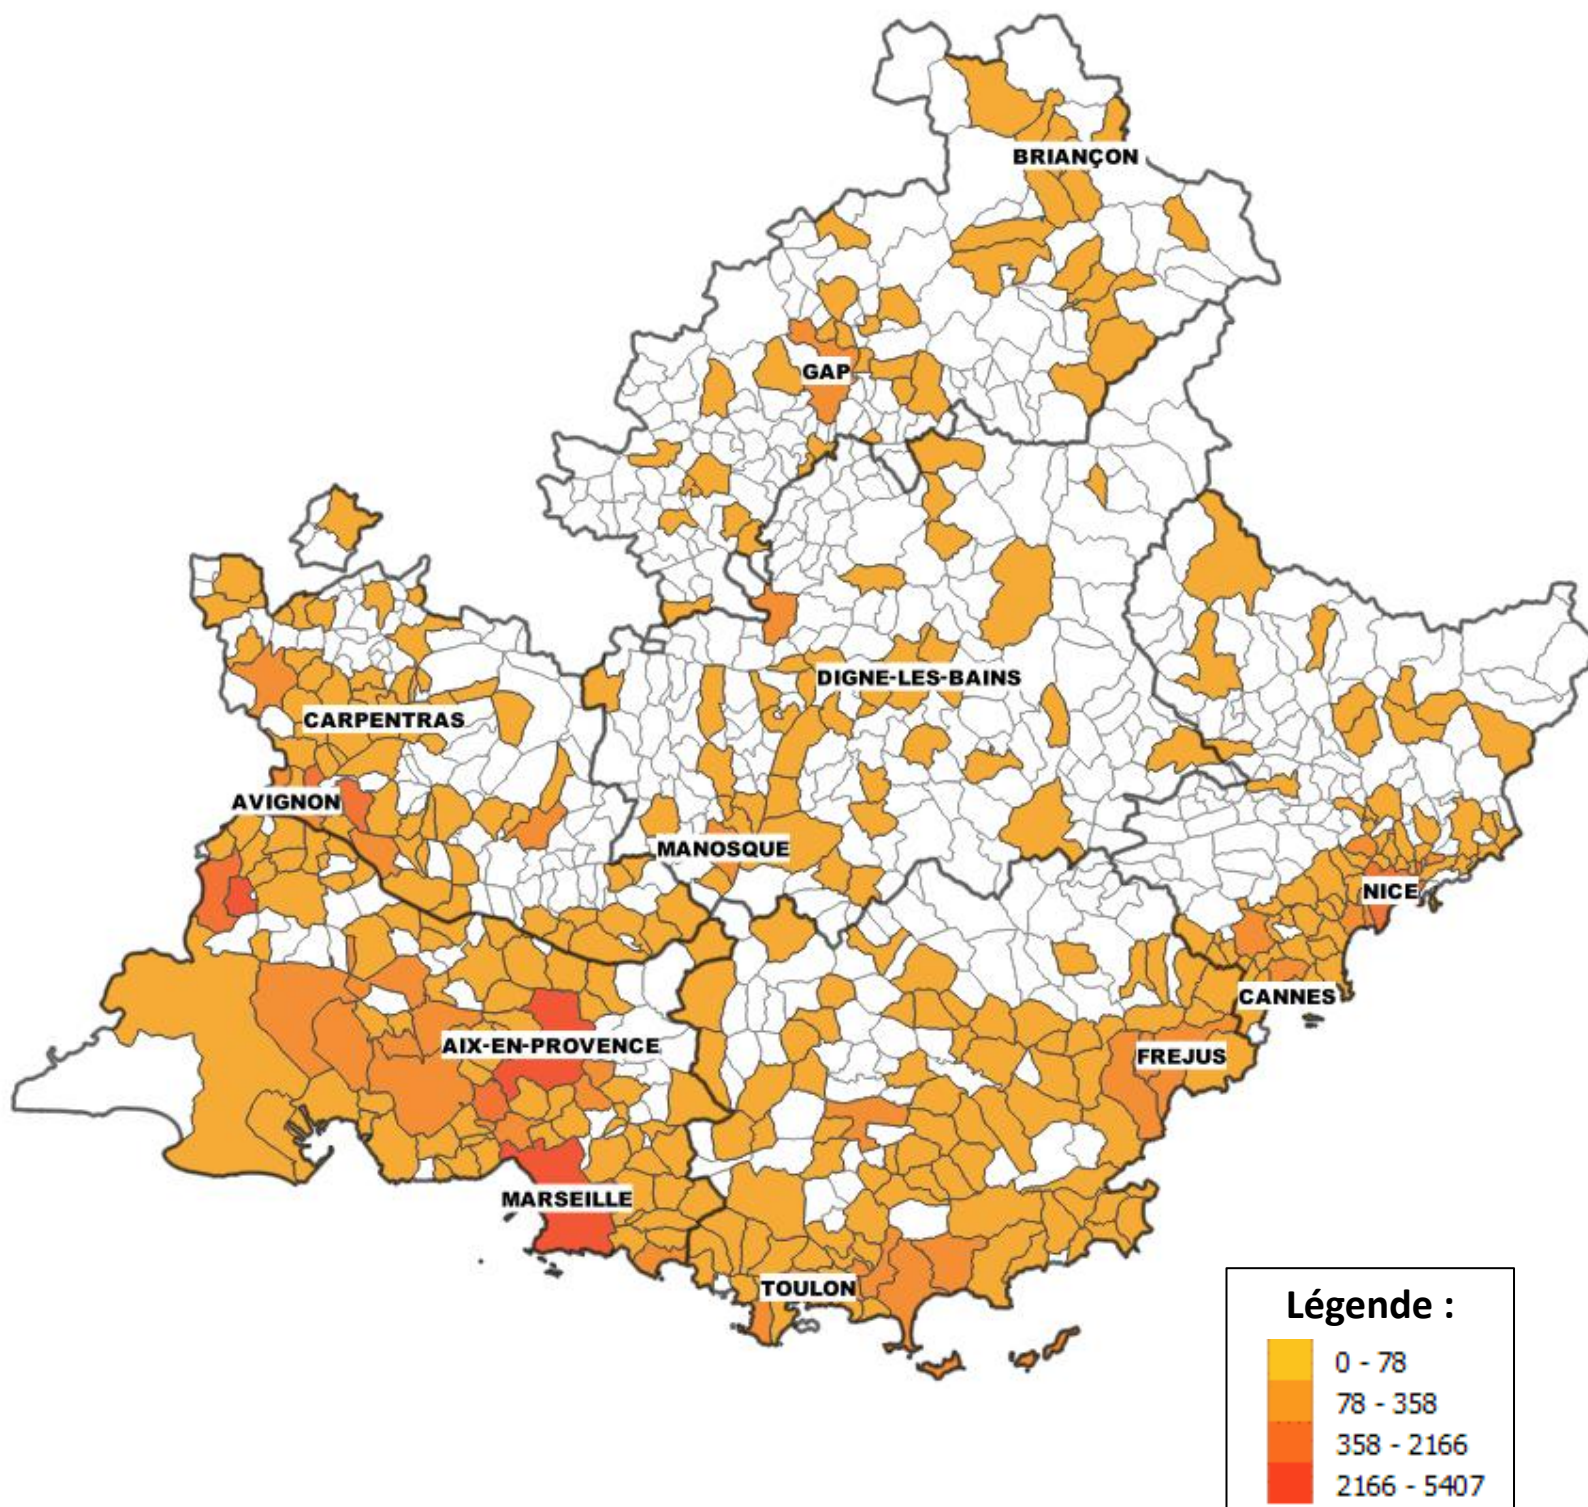 BRIANÇON
GAP
DIGNE-LES-BAINS
CARPENTRAS
AVIGNON
MANOSQUE
NICE
CANNES
AIX-EN-PROVENCE
FREJUS
MARSEILLE
TOULON
Légende :
0 - 78
78 - 358
358 - 2166
2166 - 5407